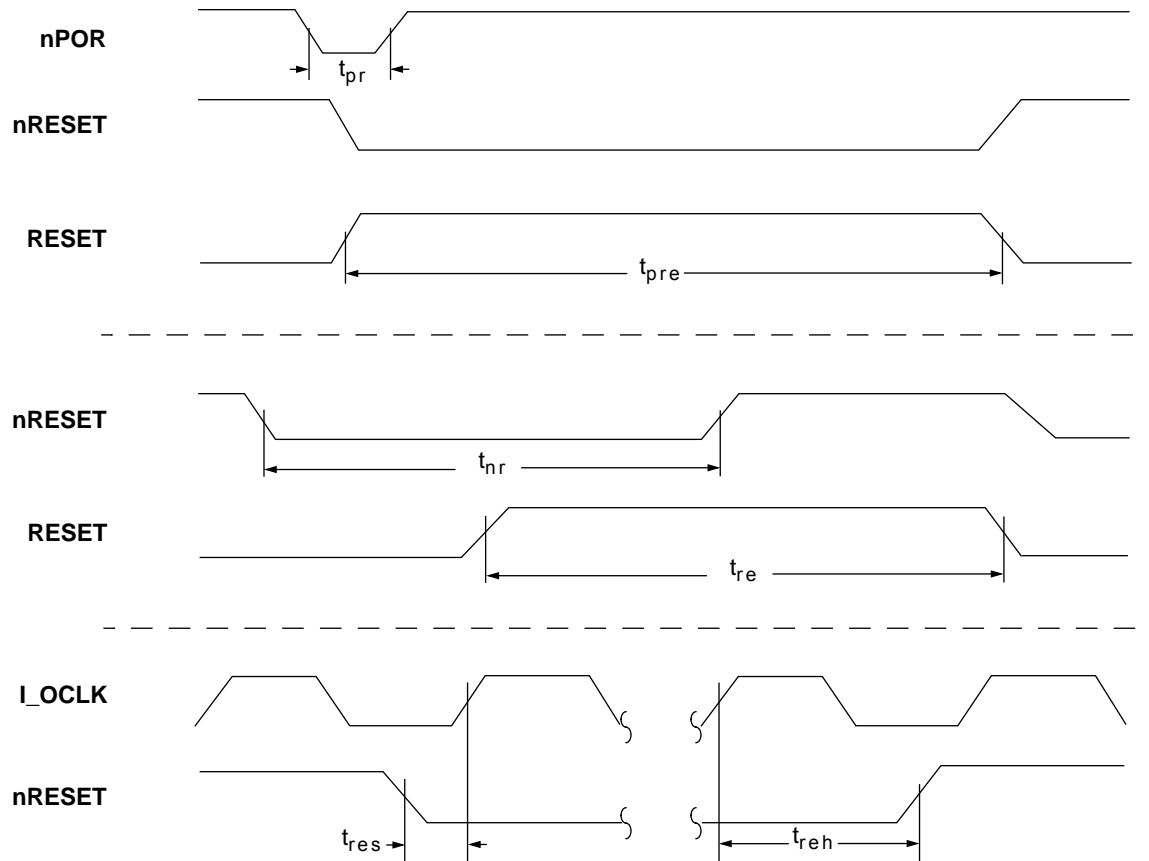 nPOR
tpr
nRESET
RESET
tpre
nRESET
tnr
RESET
tre
I_OCLK
nRESET
tres
treh